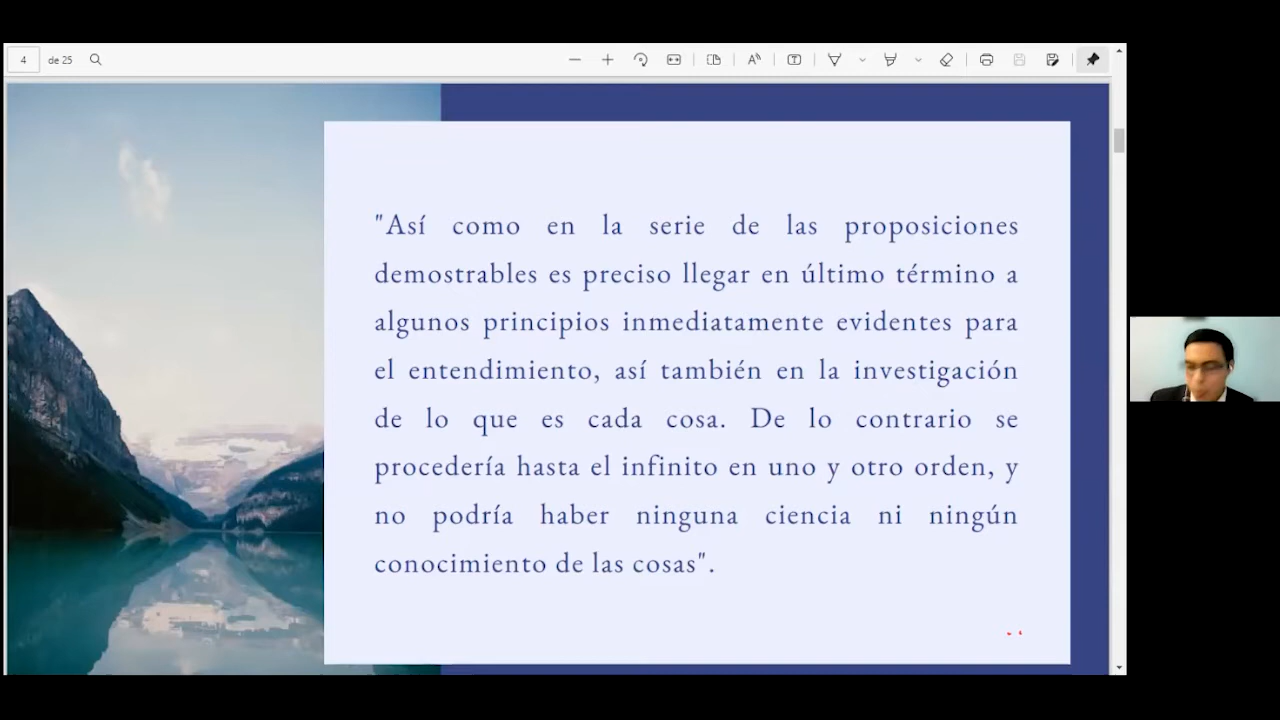 4
de 25
"Así como en la serie de las proposiciones
demostrables es preciso llegar en último término a
algunos principios inmediatamente evidentes para
el entendimiento, así también en la investigación
de lo que es cada cosa. De lo contrario se
procedería hasta el infinito en uno y otro orden, y
no podría haber ninguna ciencia ni ningún
conocimiento de las cosas".